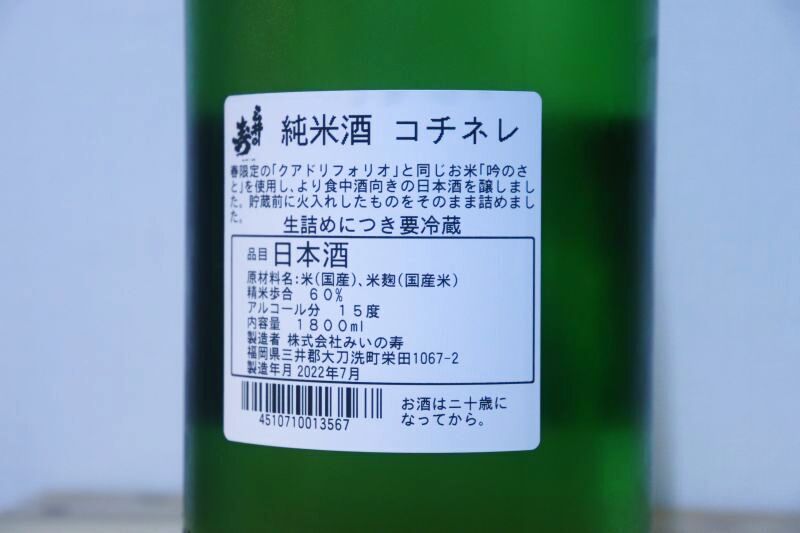 三井の寿
純米酒 コチネレ
春限定の「クアドリフォリオ」と同じお米「吟のさ
と」を使用し、より食中酒向きの日本酒を醸しまし
た。貯蔵前に火入れしたものをそのまま詰めまし
た。
生詰めにつき要冷蔵
品目 日本酒
原材料名:米(国産)、米麹(国産米)
精米歩合 60%
アルコール分 15度
内容量 1800ml
製造者 株式会社みいの寿
福岡県三井郡大刀洗町栄田1067-2
製造年月 2022年7月
4510710013567
お酒は二十歳に
なってから。